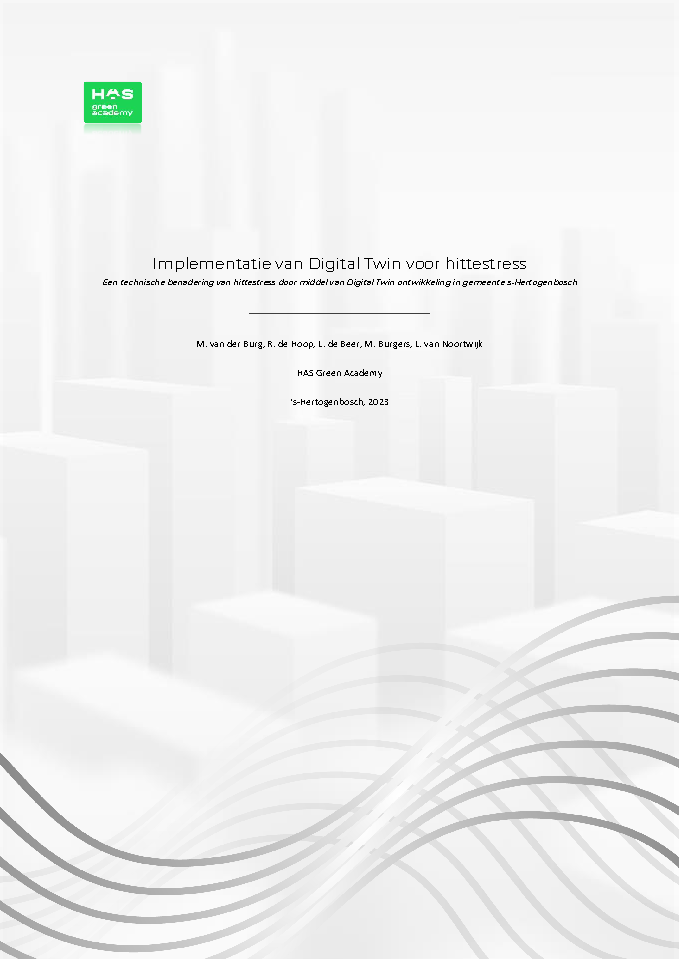 HAS
green
academy
Implementatie van Digital Twin voor hittestress
Een technische benadering van hittestress door middel van Digital Twin ontwikkeling in gemeente s-Hertogenbosch
M. van der Burg, R. de Hoop, L. de Beer, M. Burgers, L. van Noortwijk
HAS Green Academy
's-Hertogenbosch, 2023